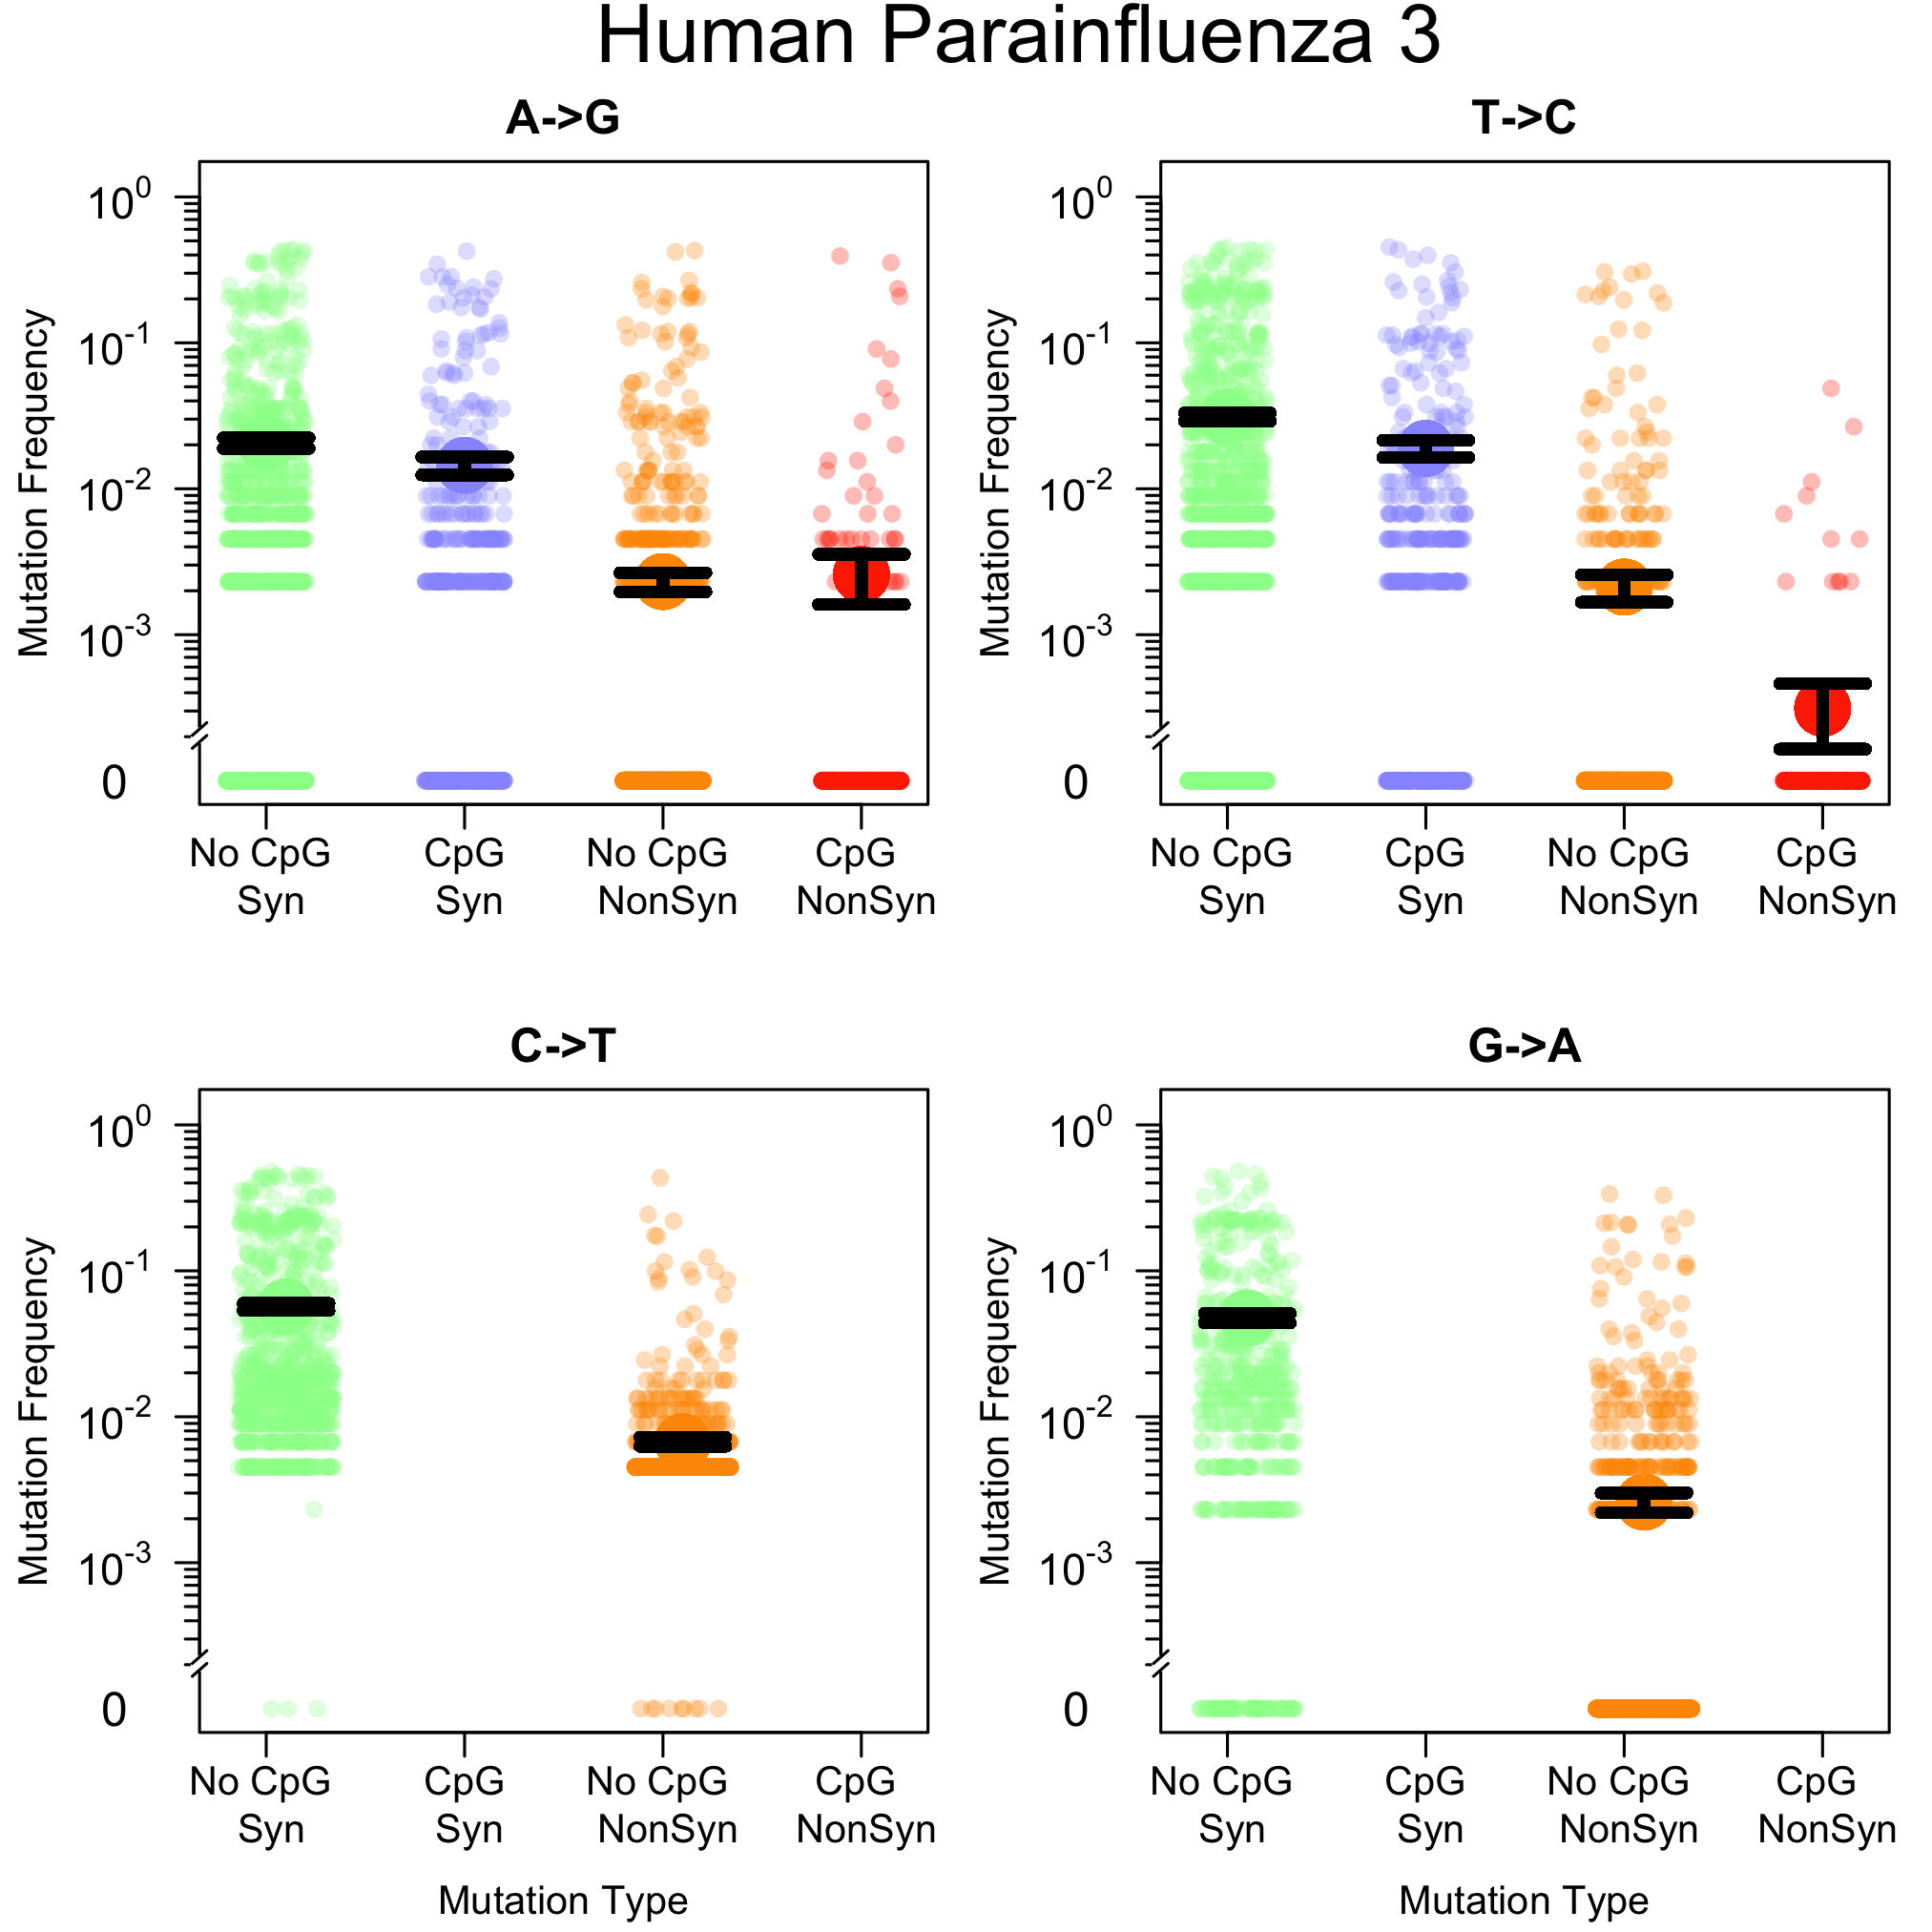 Human Parainfluenza 3
A->G
Mutation Frequency
10^0
10^-1
10^-2
10^-3
0
No CpG CpG No CpG CpG
Syn Syn NonSyn NonSyn
T->C
Mutation Frequency
10^0
10^-1
10^-2
10^-3
0
No CpG CpG No CpG CpG
Syn Syn NonSyn NonSyn
C->T
Mutation Frequency
10^0
10^-1
10^-2
10^-3
0
No CpG CpG No CpG CpG
Syn Syn NonSyn NonSyn
Mutation Type
G->A
Mutation Frequency
10^0
10^-1
10^-2
10^-3
0
No CpG CpG No CpG CpG
Syn Syn NonSyn NonSyn
Mutation Type